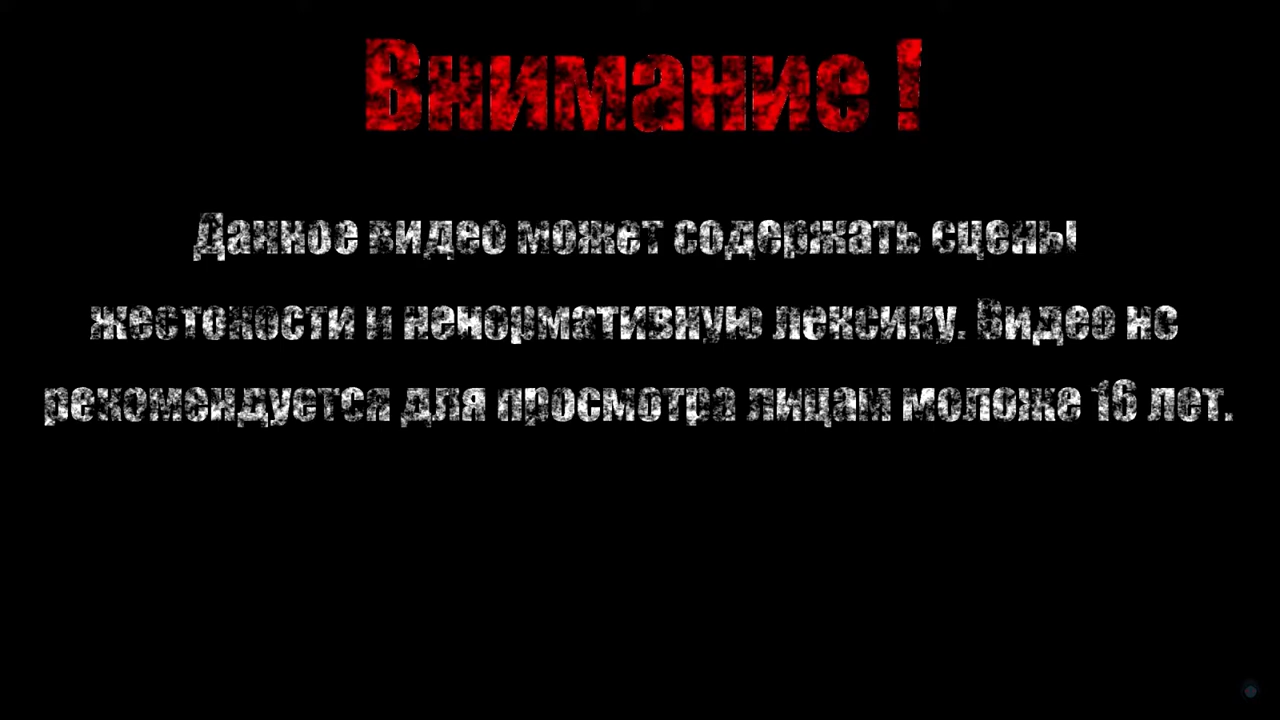 Внимание !
Данное видео может содержать сцены
жестокости и ненормативную лексику. Видео не
рекомендуется для просмотра лицам моложе 16 лет.